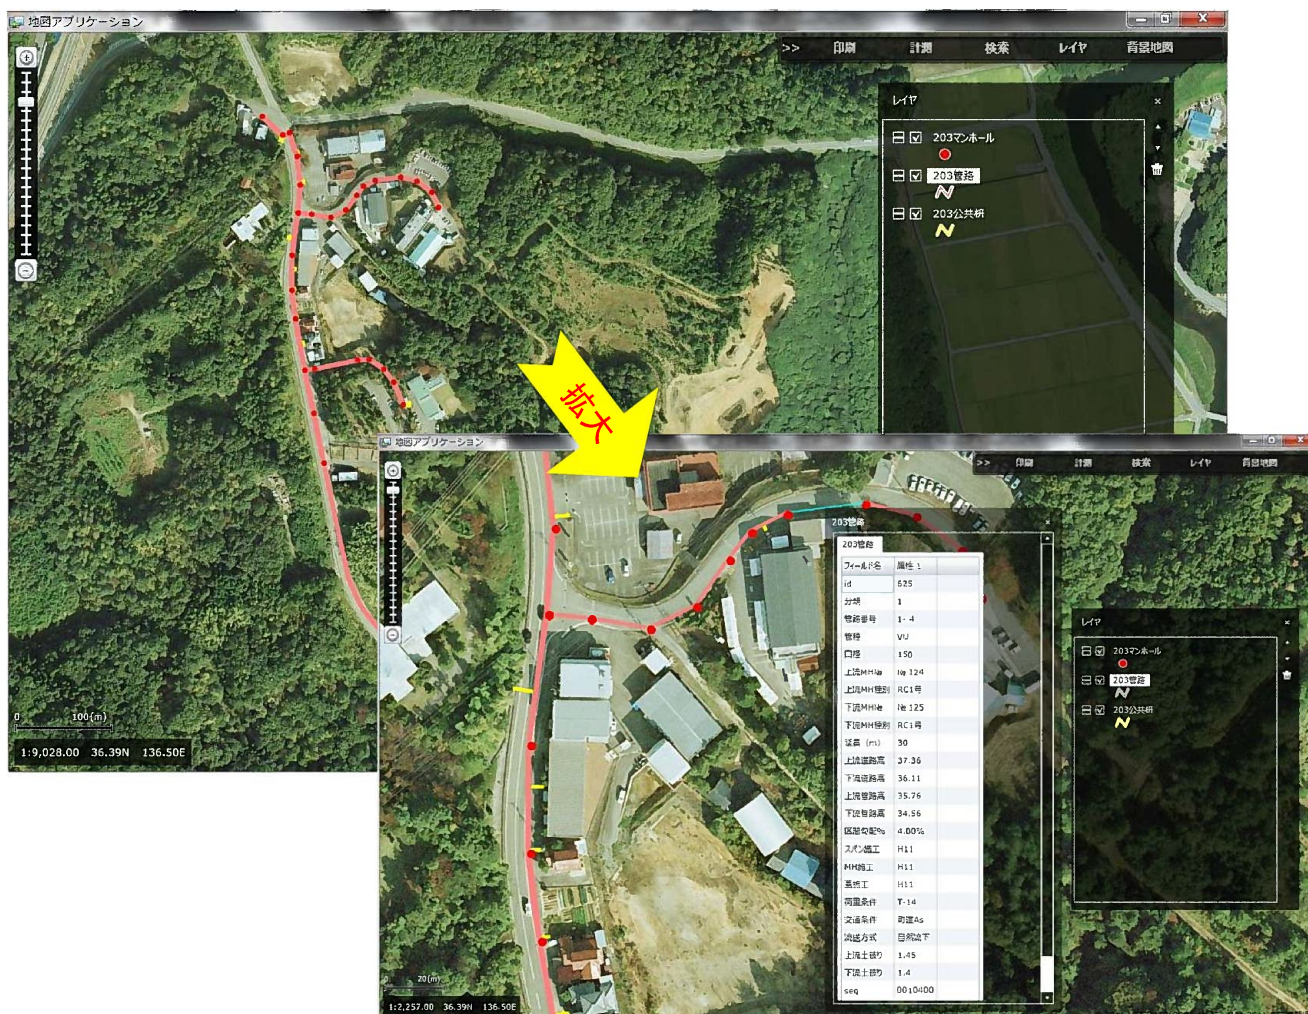 地図アプリケーション
>> 印刷 計測 検索 レイヤ 背景地図
レイヤ ×
203マンホール
203管路
203公共桝
拡大
0 100(m)
1:9,028.00 36.39N 136.50E
地図アプリケーション
>> 印刷 計測 検索 レイヤ 背景地図
203管路 ×
203管路
フィールド名 属性 1
id 625
分類 1
管路番号 1- 4
管種 VU
口径 150
上流MH№ № 124
上流MH種別 RC1号
下流MH№ № 125
下流MH種別 RC1号
延長 (m) 30
上流道路高 37.36
下流道路高 36.11
上流管路高 35.76
下流管路高 34.56
区間勾配% 4.00%
スパン施工 H11
MH施工 H11
H11
荷重条件 T-14
交通条件 町道As
流送方式 自然流下
上流土被り 1.45
下流土被り 1.4
seq 0010400
レイヤ ×
203マンホール
203管路
203公共桝
0 20(m)
1:2,257.00 36.39N 136.50E